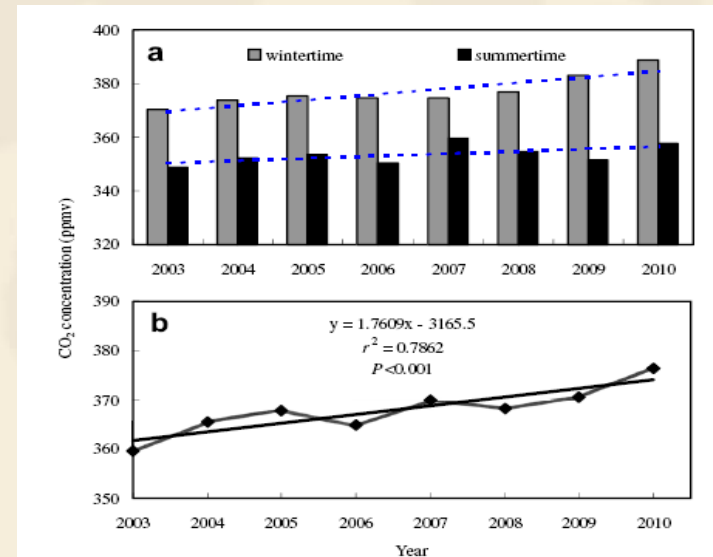 a
wintertime summertime
400
380
360
340
320
2003 2004 2005 2006 2007 2008 2009 2010
CO₂ concentration (ppmv)
b
y = 1.7609x - 3165.5
r² = 0.7862
P<0.001
390
380
370
360
350
2003 2004 2005 2006 2007 2008 2009 2010
Year